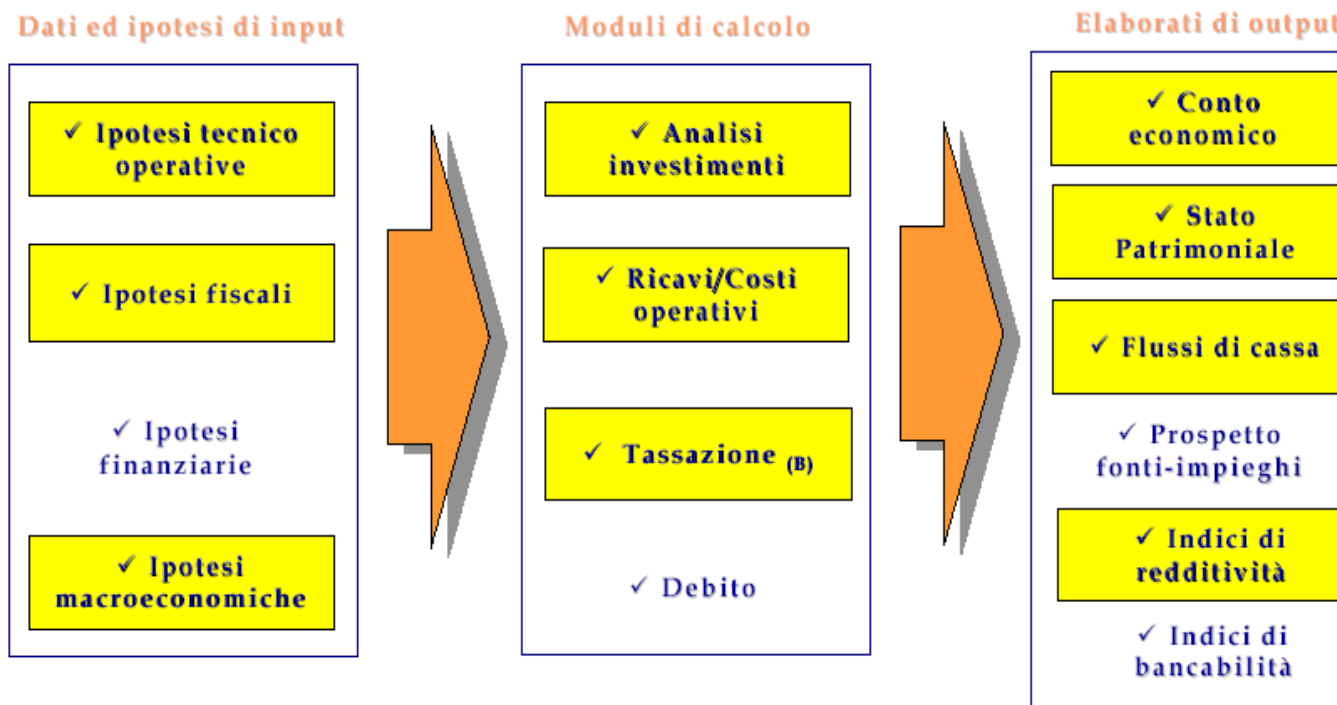 Dati ed ipotesi di input
✓ Ipotesi tecnico
operative
✓ Ipotesi fiscali
✓ Ipotesi
finanziarie
✓ Ipotesi
macroeconomiche
Moduli di calcolo
✓ Analisi
investimenti
✓ Ricavi/Costi
operativi
✓ Tassazione (B)
✓ Debito
Elaborati di output
✓ Conto
economico
✓ Stato
Patrimoniale
✓ Flussi di cassa
✓ Prospetto
fonti-impieghi
✓ Indici di
redditività
✓ Indici di
bancabilità